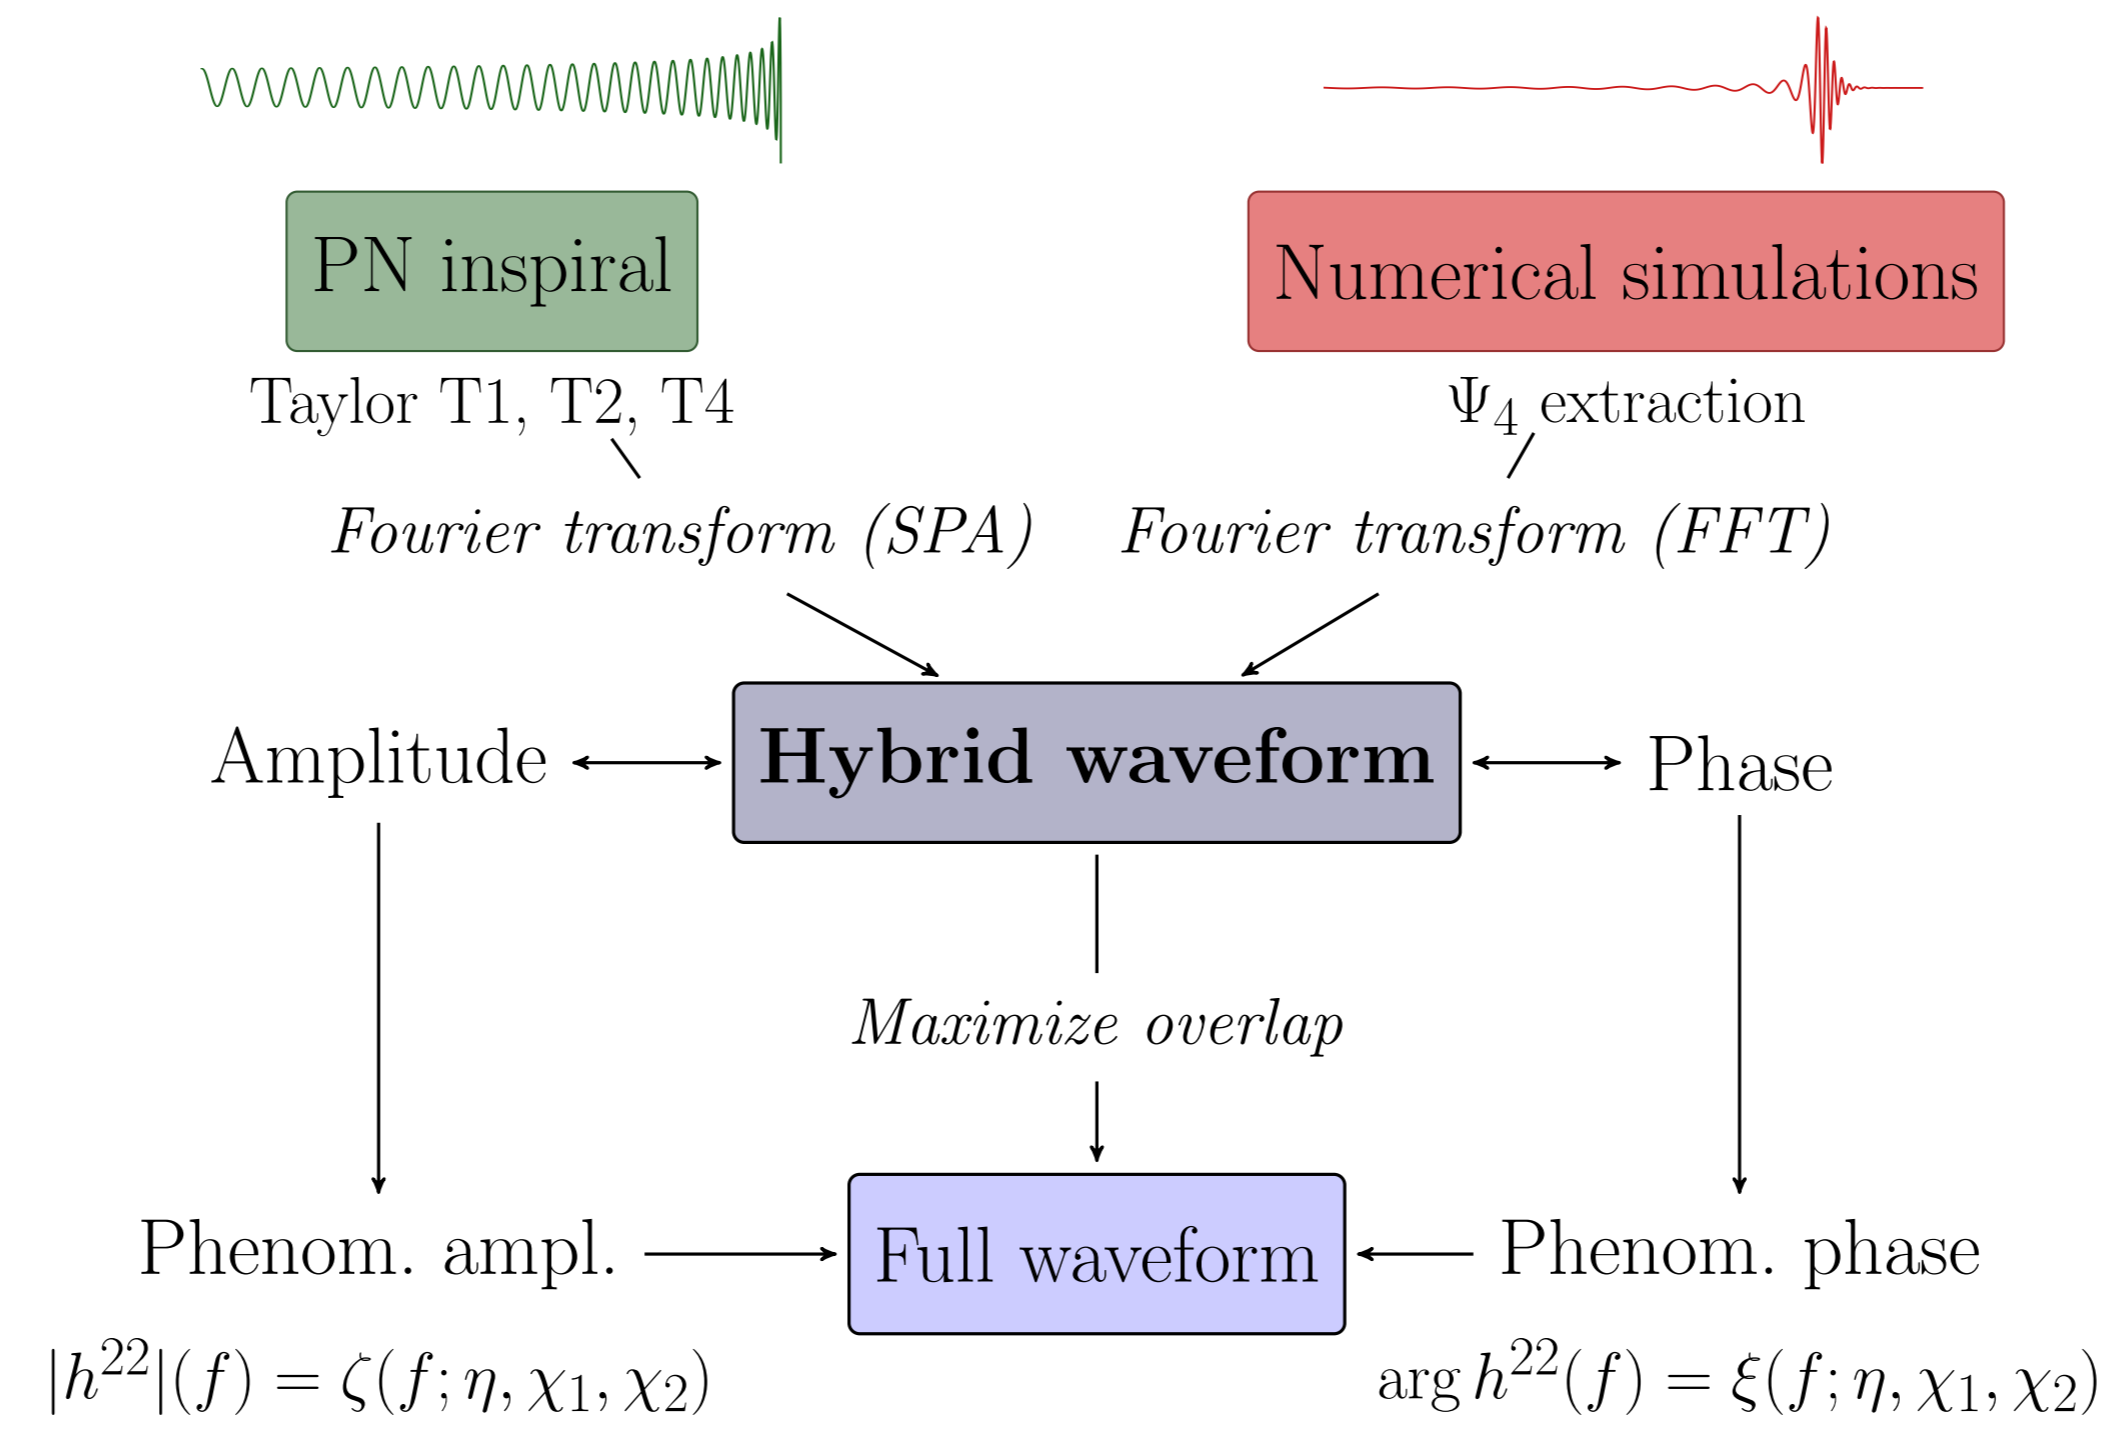 PN inspiral
Numerical simulations
Taylor T1, T2, T4
Ψ₄ extraction
Fourier transform (SPA)
Fourier transform (FFT)
Amplitude
Hybrid waveform
Phase
Maximize overlap
Phenom. ampl.
Full waveform
Phenom. phase
|h²²|(f) = ζ(f; η, χ₁, χ₂)
arg h²²(f) = ξ(f; η, χ₁, χ₂)